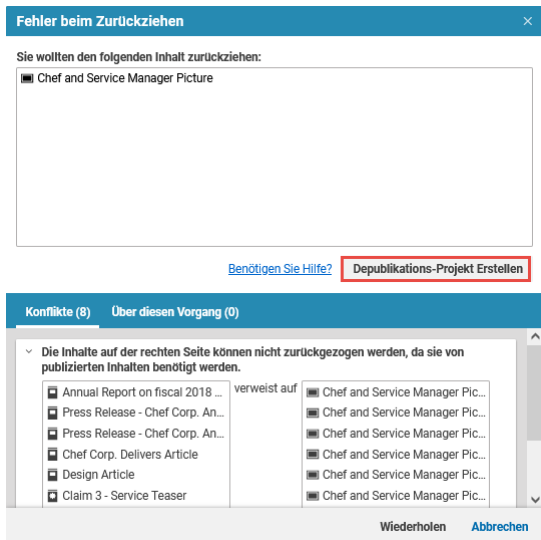 Fehler beim Zurückziehen
Sie wollten den folgenden Inhalt zurückziehen:
Chef and Service Manager Picture
Benötigen Sie Hilfe? Depublikations-Projekt Erstellen
Konflikte (8) Über diesen Vorgang (0)
Die Inhalte auf der rechten Seite können nicht zurückgezogen werden, da sie von
publizierten Inhalten benötigt werden.
Annual Report on fiscal 2018 ... verweist auf Chef and Service Manager Pic...
Press Release - Chef Corp. An... Chef and Service Manager Pic...
Press Release - Chef Corp. An... Chef and Service Manager Pic...
Chef Corp. Delivers Article Chef and Service Manager Pic...
Design Article Chef and Service Manager Pic...
Claim 3 - Service Teaser Chef and Service Manager Pic...
Wiederholen Abbrechen